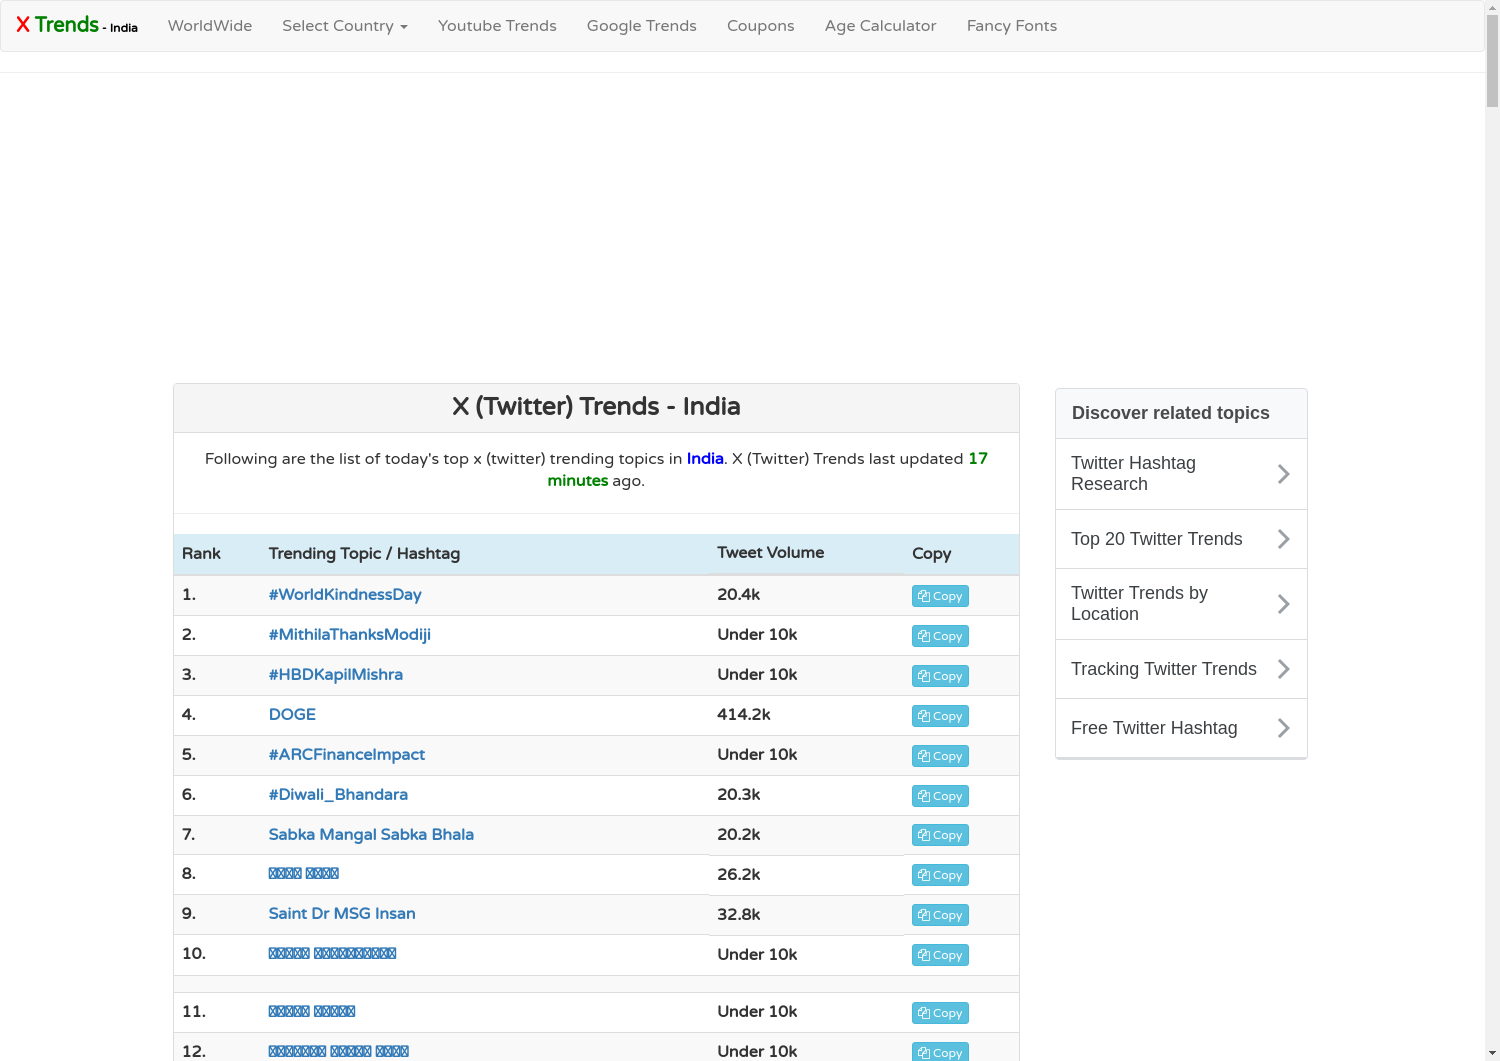 X Trends - India WorldWide Select Country Youtube Trends Google Trends Coupons Age Calculator Fancy Fonts
X (Twitter) Trends - India
Following are the list of today's top x (twitter) trending topics in India. X (Twitter) Trends last updated 17
minutes ago.
Rank Trending Topic / Hashtag Tweet Volume Copy
1. #WorldKindnessDay 20.4k Copy
2. #MithilaThanksModiji Under 10k Copy
3. #HBDKapilMishra Under 10k Copy
4. DOGE 414.2k Copy
5. #ARCFinanceImpact Under 10k Copy
6. #Diwali_Bhandara 20.3k Copy
7. Sabka Mangal Sabka Bhala 20.2k Copy
8. 26.2k Copy
9. Saint Dr MSG Insan 32.8k Copy
10. Under 10k Copy
11. Under 10k Copy
12. Under 10k Copy
Discover related topics
Twitter Hashtag
Research
Top 20 Twitter Trends
Twitter Trends by
Location
Tracking Twitter Trends
Free Twitter Hashtag